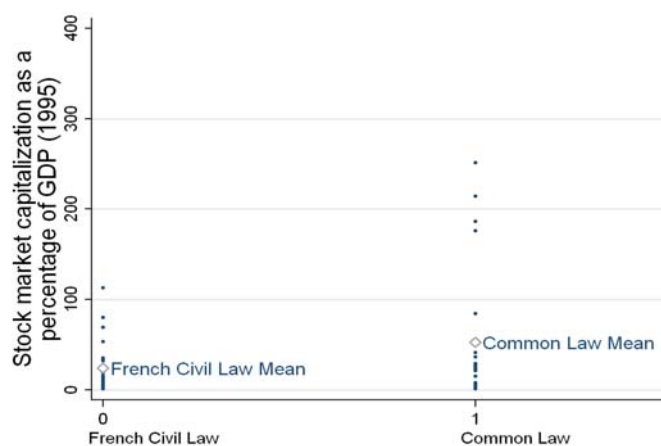 Stock market capitalization as a
percentage of GDP (1995)
400
300
200
100
0
French Civil Law Mean
Common Law Mean
0
1
French Civil Law
Common Law